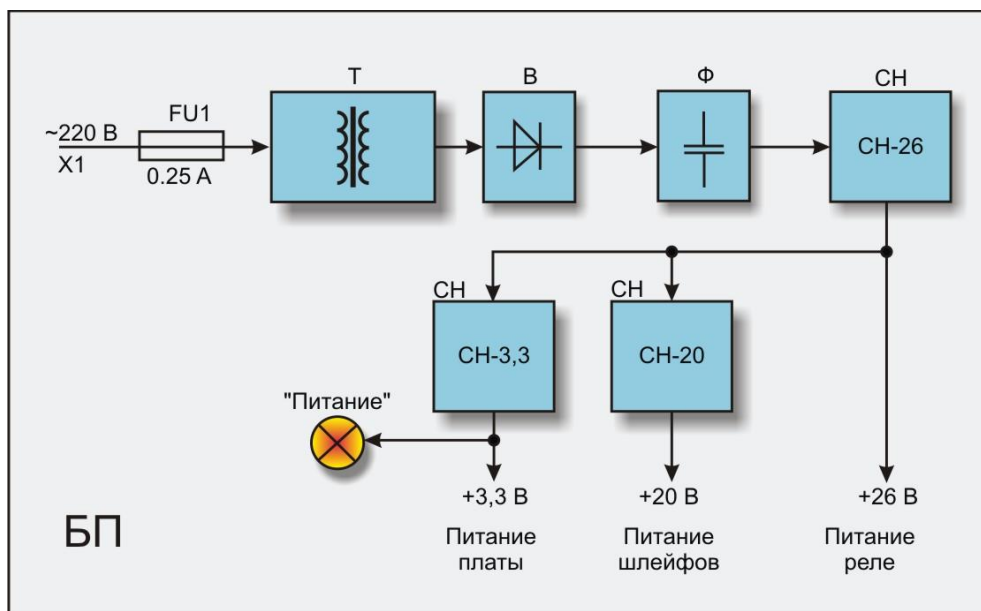 Т
В
Ф
СН
~220 В
FU1
X1
0.25 А
СН-26
СН
СН
СН-3,3
СН-20
"Питание"
+3,3 В
+20 В
+26 В
Питание
платы
Питание
шлейфов
Питание
реле
БП